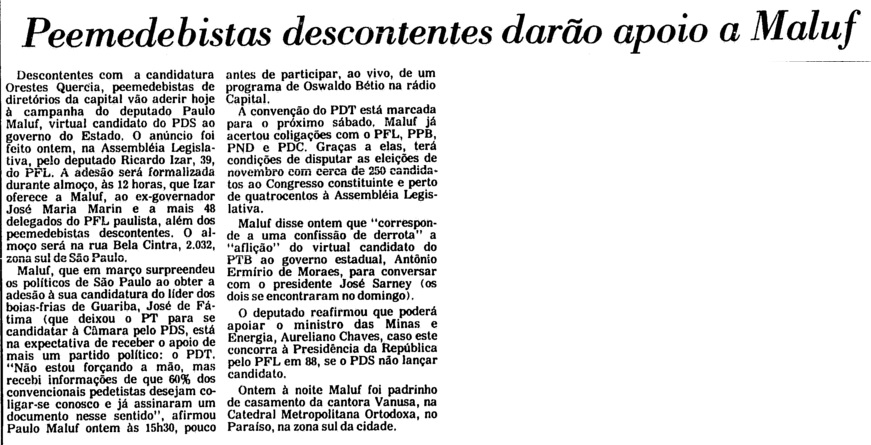 Peemedebistas descontentes darão apoio a Maluf
Descontentes com a candidatura
Orestes Quercia, peemedebistas de
diretórios da capital vão aderir hoje
à campanha do deputado Paulo
Maluf, virtual candidato do PDS ao
governo do Estado. O anúncio foi
feito ontem, na Assembléia Legisla-
tiva, pelo deputado Ricardo Izar, 39,
do PFL. A adesão será formalizada
durante almoço, às 12 horas, que Izar
oferece a Maluf, ao ex-governador
José Maria Marin e a mais 48
delegados do PFL paulista, além dos
peemedebistas descontentes. O al-
moço será na rua Bela Cintra, 2.032,
zona sul de São Paulo.
Maluf, que em março surpreendeu
os políticos de São Paulo ao obter a
adesão à sua candidatura do líder dos
boias-frias de Guariba, José de Fá-
tima (que deixou o PT para se
candidatar à Câmara pelo PDS, está
na expectativa de receber o apoio de
mais um partido político: o PDT.
"Não estou forçando a mão, mas
recebi informações de que 60% dos
convencionais pedetistas desejam co-
ligar-se conosco e já assinaram um
documento nesse sentido", afirmou
Paulo Maluf ontem às 15h30, pouco
antes de participar, ao vivo, de um
programa de Oswaldo Bétio na rádio
Capital.
A convenção do PDT está marcada
para o próximo sábado. Maluf já
acertou coligações com o PFL, PPB,
PND e PDC. Graças a elas, terá
condições de disputar as eleições de
novembro com cerca de 250 candida-
tos ao Congresso constituinte e perto
de quatrocentos à Assembléia Legis-
lativa.
Maluf disse ontem que "correspon-
de a uma confissão de derrota" a
"aflição" do virtual candidato do
PTB ao governo estadual, Antônio
Ermírio de Moraes, para conversar
com o presidente José Sarney (os
dois se encontraram no domingo).
O deputado reafirmou que poderá
apoiar o ministro das Minas e
Energia, Aureliano Chaves, caso este
concorra à Presidência da República
pelo PFL em 88, se o PDS não lançar
candidato.
Ontem à noite Maluf foi padrinho
de casamento da cantora Vanusa, na
Catedral Metropolitana Ortodoxa, no
Paraíso, na zona sul da cidade.